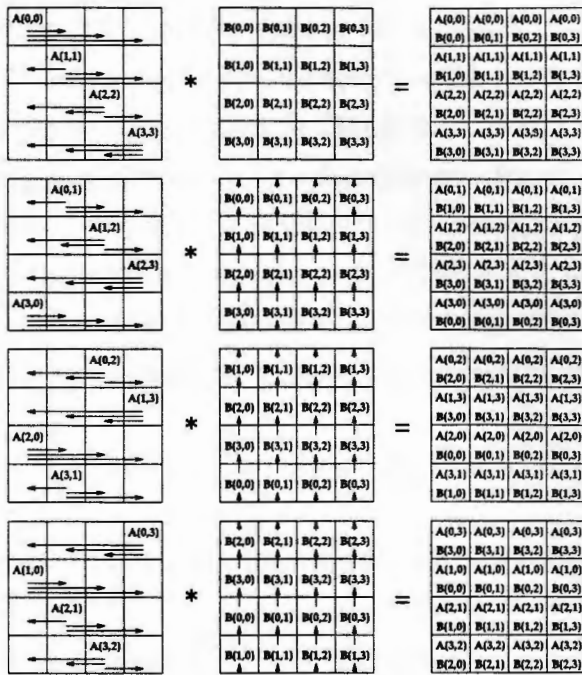 A(0,0)
A(1,1)
A(2,2)
A(3,3)
*
B(0,0) B(0,1) B(0,2) B(0,3)
B(1,0) B(1,1) B(1,2) B(1,3)
B(2,0) B(2,1) B(2,2) B(2,3)
B(3,0) B(3,1) B(3,2) B(3,3)
=
A(0,0) A(0,0) A(0,0) A(0,0)
B(0,0) B(0,1) B(0,2) B(0,3)
A(1,1) A(1,1) A(1,1) A(1,1)
B(1,0) B(1,1) B(1,2) B(1,3)
A(2,2) A(2,2) A(2,2) A(2,2)
B(2,0) B(2,1) B(2,2) B(2,3)
A(3,3) A(3,3) A(3,3) A(3,3)
B(3,0) B(3,1) B(3,2) B(3,3)
A(0,1)
A(1,2)
A(2,3)
A(3,0)
*
B(0,0) B(0,1) B(0,2) B(0,3)
B(1,0) B(1,1) B(1,2) B(1,3)
B(2,0) B(2,1) B(2,2) B(2,3)
B(3,0) B(3,1) B(3,2) B(3,3)
=
A(0,1) A(0,1) A(0,1) A(0,1)
B(1,0) B(1,1) B(1,2) B(1,3)
A(1,2) A(1,2) A(1,2) A(1,2)
B(2,0) B(2,1) B(2,2) B(2,3)
A(2,3) A(2,3) A(2,3) A(2,3)
B(3,0) B(3,1) B(3,2) B(3,3)
A(3,0) A(3,0) A(3,0) A(3,0)
B(0,0) B(0,1) B(0,2) B(0,3)
A(0,2)
A(1,3)
A(2,0)
A(3,1)
*
B(1,0) B(1,1) B(1,2) B(1,3)
B(2,0) B(2,1) B(2,2) B(2,3)
B(3,0) B(3,1) B(3,2) B(3,3)
B(0,0) B(0,1) B(0,2) B(0,3)
=
A(0,2) A(0,2) A(0,2) A(0,2)
B(2,0) B(2,1) B(2,2) B(2,3)
A(1,3) A(1,3) A(1,3) A(1,3)
B(3,0) B(3,1) B(3,2) B(3,3)
A(2,0) A(2,0) A(2,0) A(2,0)
B(0,0) B(0,1) B(0,2) B(0,3)
A(3,1) A(3,1) A(3,1) A(3,1)
B(1,0) B(1,1) B(1,2) B(1,3)
A(0,3)
A(1,0)
A(2,1)
A(3,2)
*
B(2,0) B(2,1) B(2,2) B(2,3)
B(3,0) B(3,1) B(3,2) B(3,3)
B(0,0) B(0,1) B(0,2) B(0,3)
B(1,0) B(1,1) B(1,2) B(1,3)
=
A(0,3) A(0,3) A(0,3) A(0,3)
B(3,0) B(3,1) B(3,2) B(3,3)
A(1,0) A(1,0) A(1,0) A(1,0)
B(0,0) B(0,1) B(0,2) B(0,3)
A(2,1) A(2,1) A(2,1) A(2,1)
B(1,0) B(1,1) B(1,2) B(1,3)
A(3,2) A(3,2) A(3,2) A(3,2)
B(2,0) B(2,1) B(2,2) B(2,3)